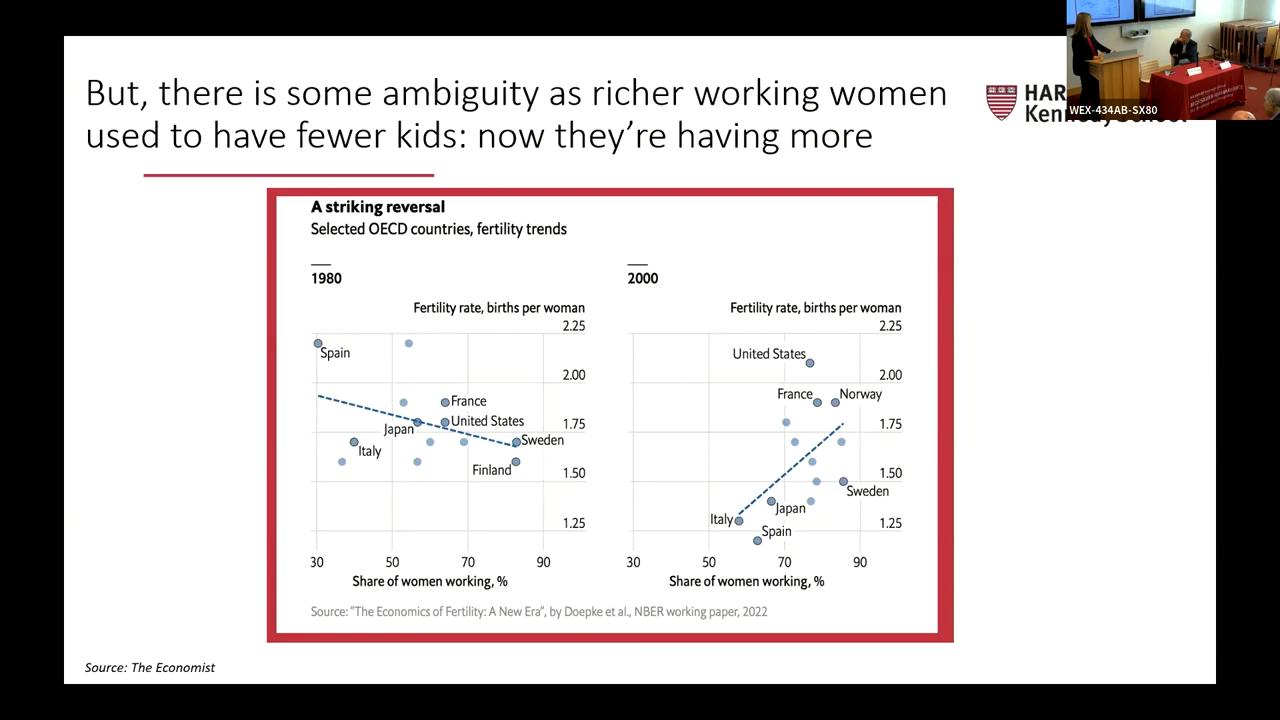 But, there is some ambiguity as richer working women
used to have fewer kids: now they're having more
HAR
Kennedy School
WEX-434AB-SX80
A striking reversal
Selected OECD countries, fertility trends
1980
Fertility rate, births per woman
2.25
2.00
1.75
1.50
1.25
Spain
France
United States
Japan
Sweden
Italy
Finland
30
50
70
90
Share of women working, %
2000
Fertility rate, births per woman
2.25
2.00
1.75
1.50
1.25
United States
France
Norway
Sweden
Japan
Italy
Spain
30
50
70
90
Share of women working, %
Source: "The Economics of Fertility: A New Era", by Doepke et al., NBER working paper, 2022
Source: The Economist